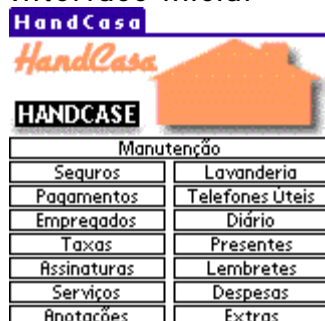 Interface Inicial
HandCasa
HandCasa
HANDCASE
Manutenção
Seguros Lavanderia
Pagamentos Telefones Úteis
Empregados Diário
Taxas Presentes
Assinaturas Lembretes
Serviços Despesas
Anotações Extras